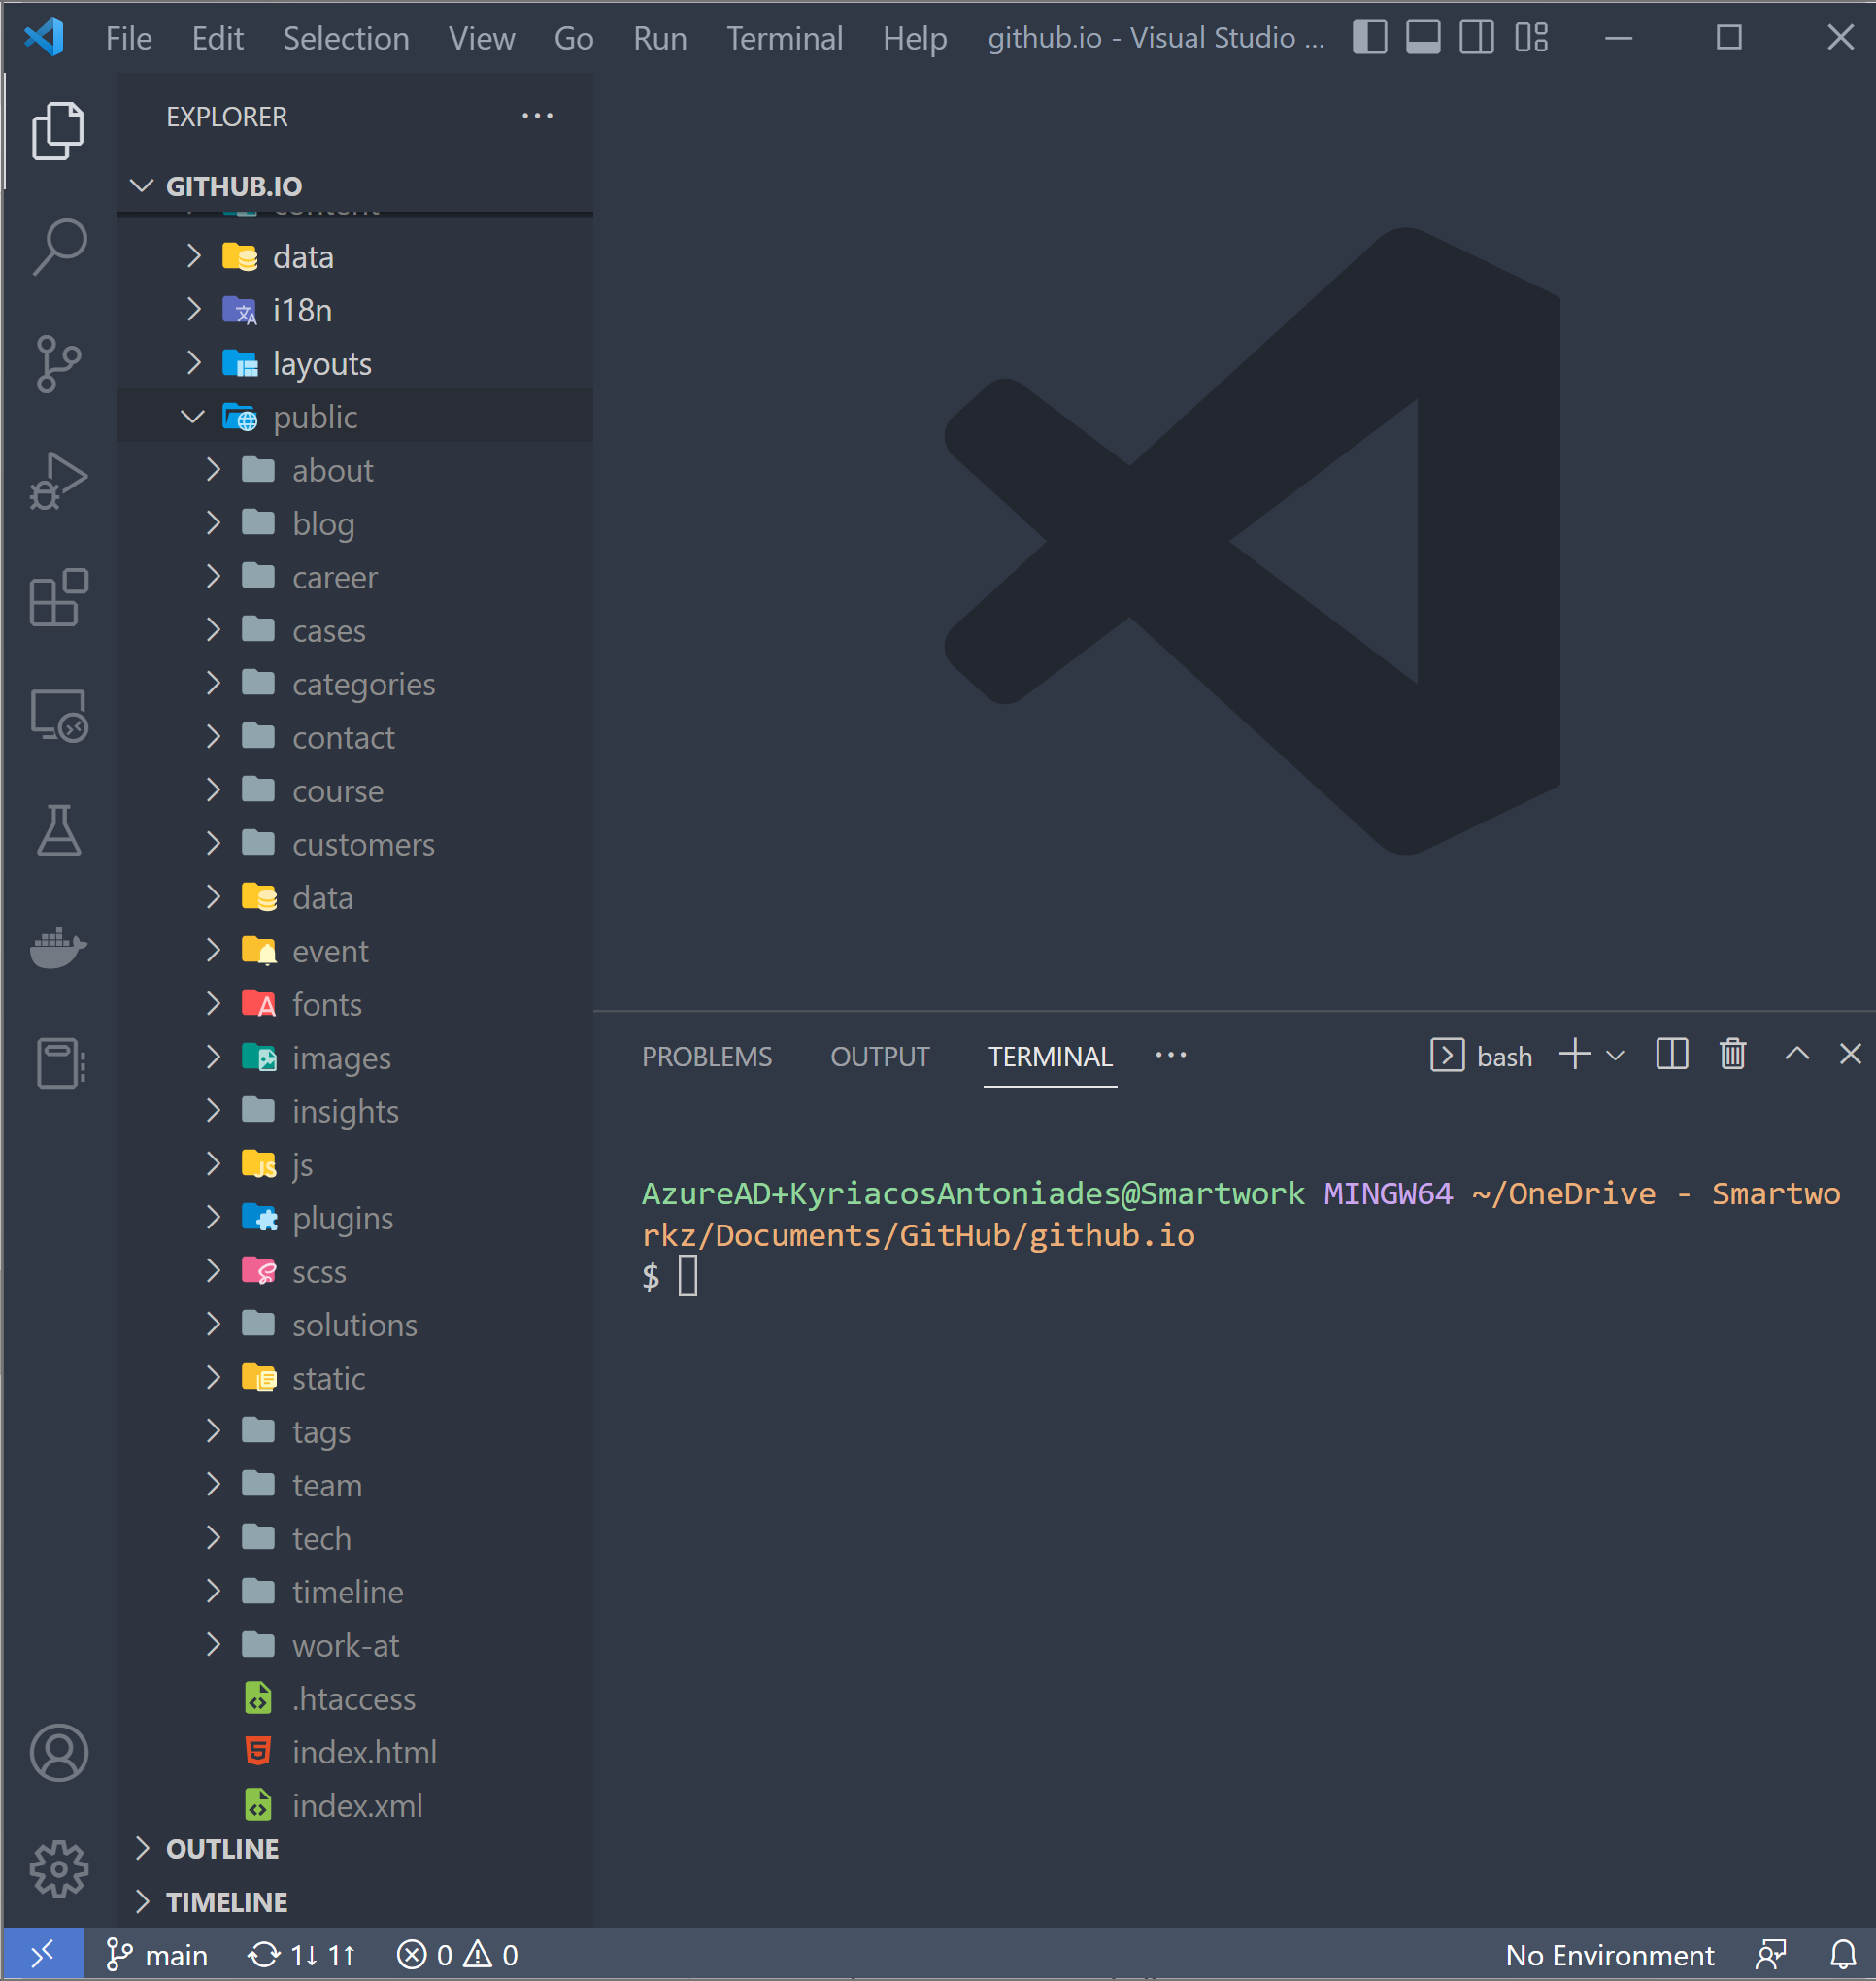 File Edit Selection View Go Run Terminal Help github.io - Visual Studio ...
EXPLORER
GITHUB.IO
content
data
i18n
layouts
public
about
blog
career
cases
categories
contact
course
customers
data
event
fonts
images
insights
js
plugins
scss
solutions
static
tags
team
tech
timeline
work-at
.htaccess
index.html
index.xml
OUTLINE
TIMELINE
PROBLEMS OUTPUT TERMINAL ··· bash
AzureAD+KyriacosAntoniades@Smartwork MINGW64 ~/OneDrive - Smartwo
rkz/Documents/GitHub/github.io
$
main 1↓ 1↑ 0 0 No Environment